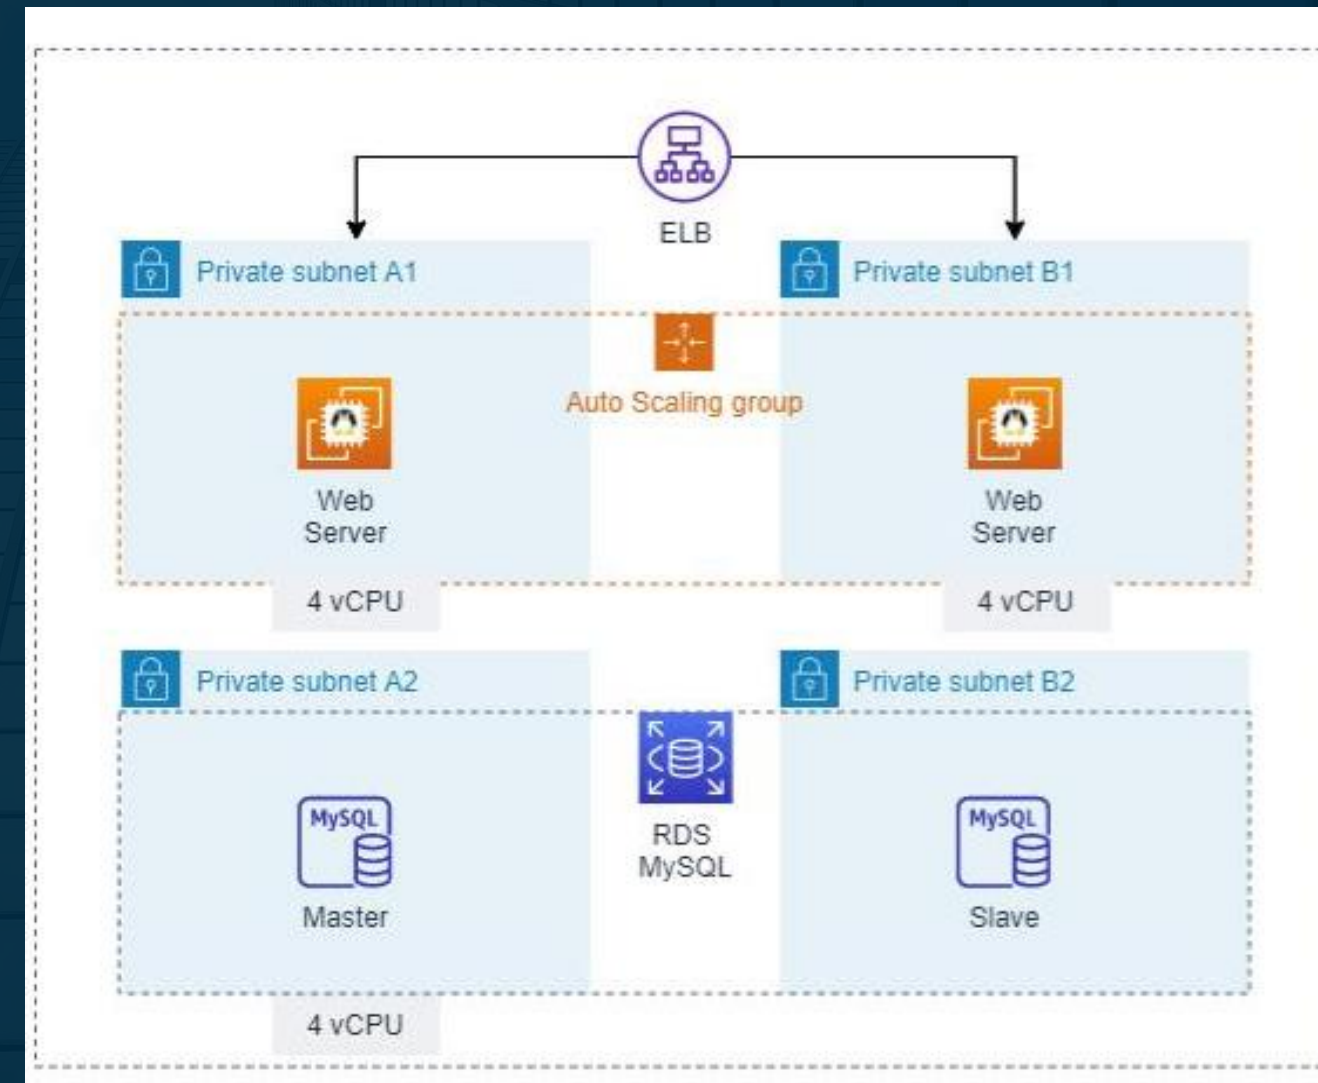 ELB
Private subnet A1
Private subnet B1
Auto Scaling group
Web
Server
Web
Server
4 vCPU
4 vCPU
Private subnet A2
Private subnet B2
MySQL
RDS
MySQL
MySQL
Master
Slave
4 vCPU